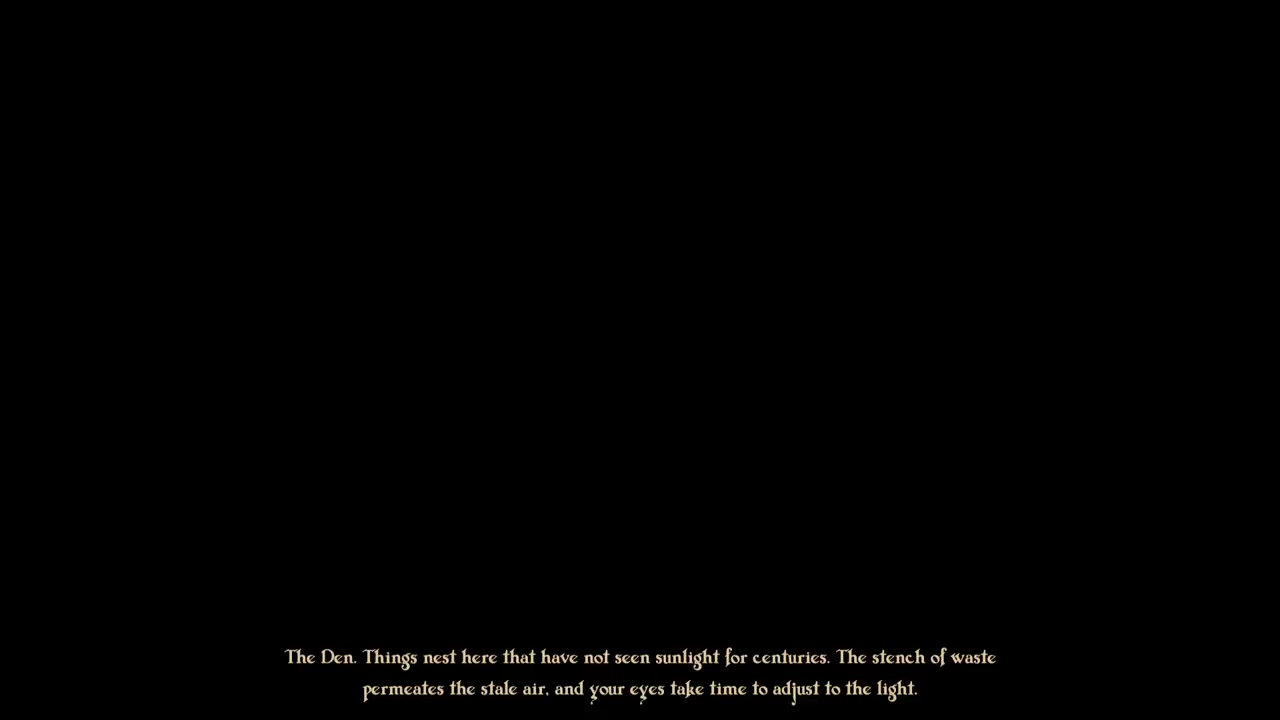 The Den. Things nest here that have not seen sunlight for centuries. The stench of waste
permeates the stale air, and your eyes take time to adjust to the light.